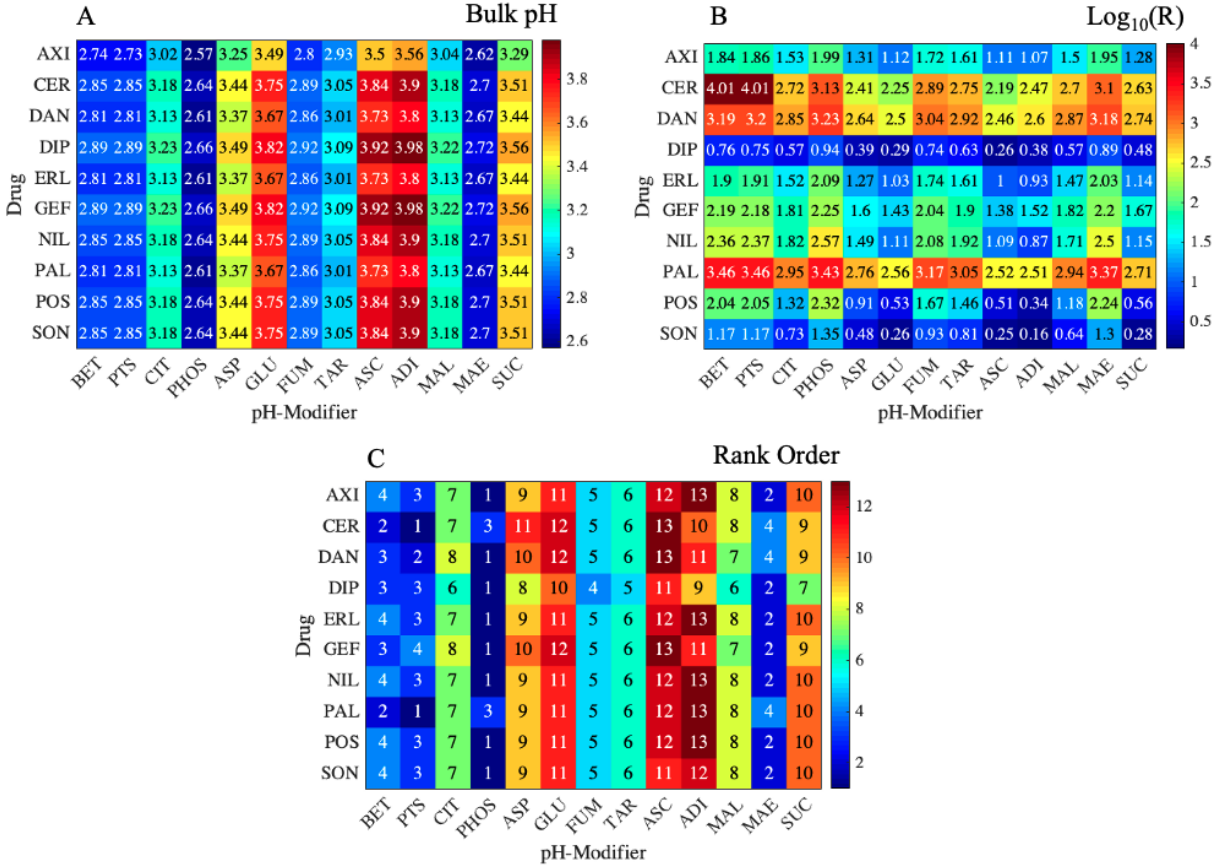 A
Bulk pH
AXI 2.74 2.73 3.02 2.57 3.25 3.49 2.8 2.93 3.5 3.56 3.04 2.62 3.29
CER 2.85 2.85 3.18 2.64 3.44 3.75 2.89 3.05 3.84 3.9 3.18 2.7 3.51
DAN 2.81 2.81 3.13 2.61 3.37 3.67 2.86 3.01 3.73 3.8 3.13 2.67 3.44
DIP 2.89 2.89 3.23 2.66 3.49 3.82 2.92 3.09 3.92 3.98 3.22 2.72 3.56
ERL 2.81 2.81 3.13 2.61 3.37 3.67 2.86 3.01 3.73 3.8 3.13 2.67 3.44
GEF 2.89 2.89 3.23 2.66 3.49 3.82 2.92 3.09 3.92 3.98 3.22 2.72 3.56
NIL 2.85 2.85 3.18 2.64 3.44 3.75 2.89 3.05 3.84 3.9 3.18 2.7 3.51
PAL 2.81 2.81 3.13 2.61 3.37 3.67 2.86 3.01 3.73 3.8 3.13 2.67 3.44
POS 2.85 2.85 3.18 2.64 3.44 3.75 2.89 3.05 3.84 3.9 3.18 2.7 3.51
SON 2.85 2.85 3.18 2.64 3.44 3.75 2.89 3.05 3.84 3.9 3.18 2.7 3.51
Drug
BET PTS CIT PHOS ASP GLU FUM TAR ASC ADI MAL MAE SUC
pH-Modifier
3.8
3.6
3.4
3.2
3
2.8
2.6
B
Log₁₀(R)
AXI 1.84 1.86 1.53 1.99 1.31 1.12 1.72 1.61 1.11 1.07 1.5 1.95 1.28
CER 4.01 4.01 2.72 3.13 2.41 2.25 2.89 2.75 2.19 2.47 2.7 3.1 2.63
DAN 3.19 3.2 2.85 3.23 2.64 2.5 3.04 2.92 2.46 2.6 2.87 3.18 2.74
DIP 0.76 0.75 0.57 0.94 0.39 0.29 0.74 0.63 0.26 0.38 0.57 0.89 0.48
ERL 1.9 1.91 1.52 2.09 1.27 1.03 1.74 1.61 1 0.93 1.47 2.03 1.14
GEF 2.19 2.18 1.81 2.25 1.6 1.43 2.04 1.9 1.38 1.52 1.82 2.2 1.67
NIL 2.36 2.37 1.82 2.57 1.49 1.11 2.08 1.92 1.09 0.87 1.71 2.5 1.15
PAL 3.46 3.46 2.95 3.43 2.76 2.56 3.17 3.05 2.52 2.51 2.94 3.37 2.71
POS 2.04 2.05 1.32 2.32 0.91 0.53 1.67 1.46 0.51 0.34 1.18 2.24 0.56
SON 1.17 1.17 0.73 1.35 0.48 0.26 0.93 0.81 0.25 0.16 0.64 1.3 0.28
Drug
BET PTS CIT PHOS ASP GLU FUM TAR ASC ADI MAL MAE SUC
pH-Modifier
4
3.5
3
2.5
2
1.5
1
0.5
C
Rank Order
AXI 4 3 7 1 9 11 5 6 12 13 8 2 10
CER 2 1 7 3 11 12 5 6 13 10 8 4 9
DAN 3 2 8 1 10 12 5 6 13 11 7 4 9
DIP 3 3 6 1 8 10 4 5 11 9 6 2 7
ERL 4 3 7 1 9 11 5 6 12 13 8 2 10
GEF 3 4 8 1 10 12 5 6 13 11 7 2 9
NIL 4 3 7 1 9 11 5 6 12 13 8 2 10
PAL 2 1 7 3 9 11 5 6 12 13 8 4 10
POS 4 3 7 1 9 11 5 6 12 13 8 2 10
SON 4 3 7 1 9 11 5 6 11 12 8 2 10
Drug
BET PTS CIT PHOS ASP GLU FUM TAR ASC ADI MAL MAE SUC
pH-Modifier
12
10
8
6
4
2